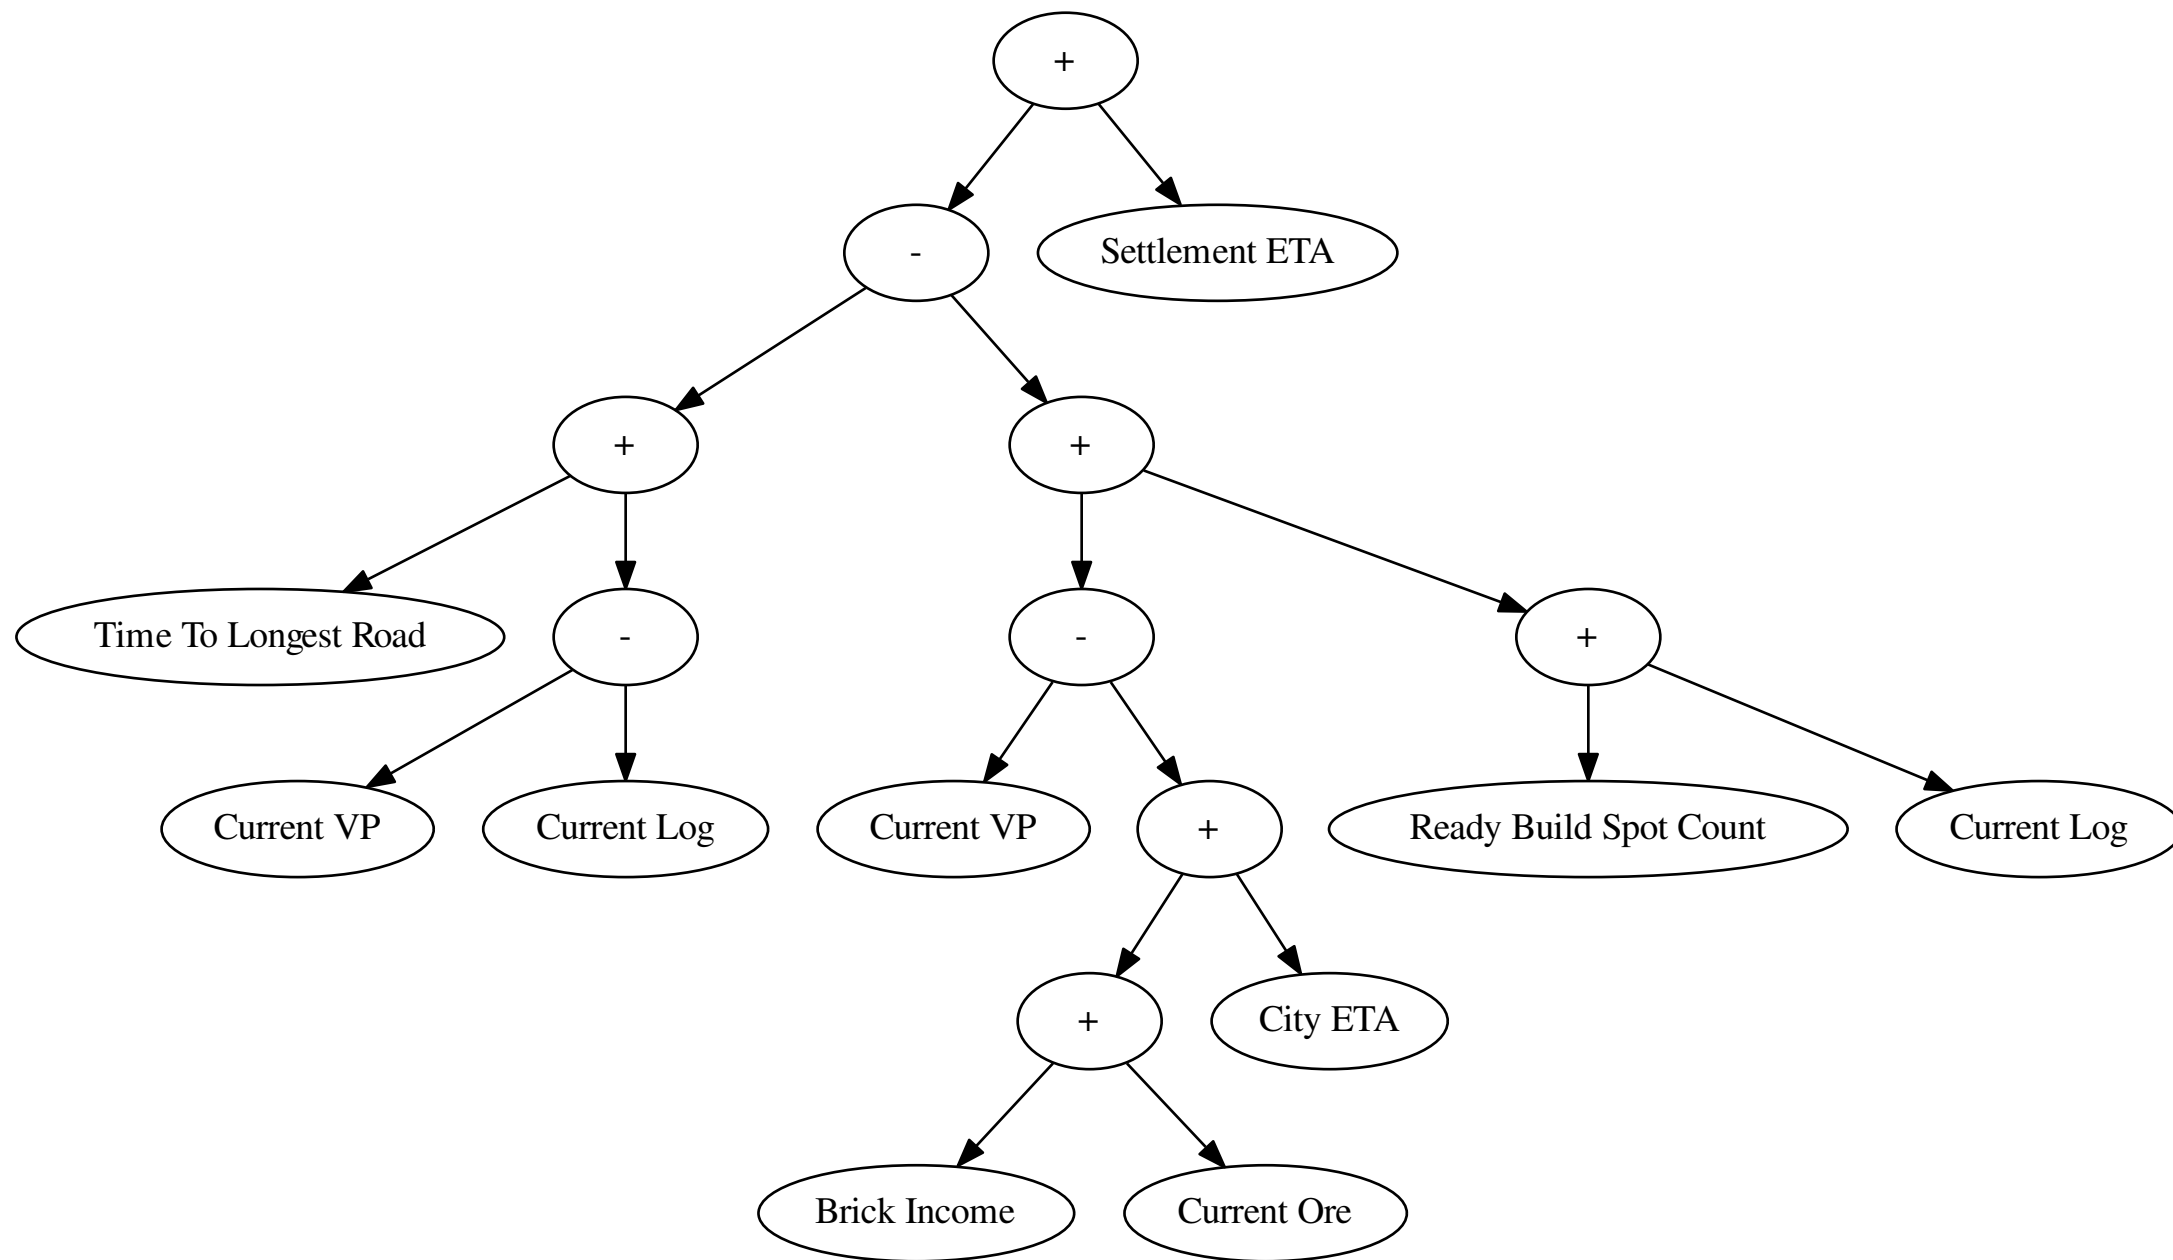 +
-
Settlement ETA
+
+
Time To Longest Road
-
-
+
Current VP
Current Log
Current VP
+
Ready Build Spot Count
Current Log
+
City ETA
Brick Income
Current Ore